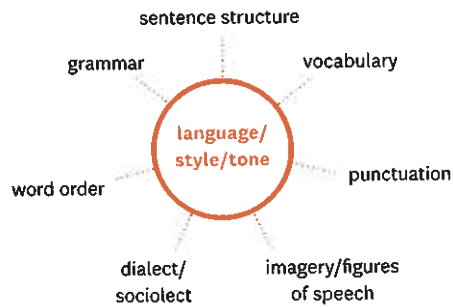 sentence structure
grammar
vocabulary
language/
style/tone
word order
punctuation
dialect/
sociolect
imagery/figures
of speech